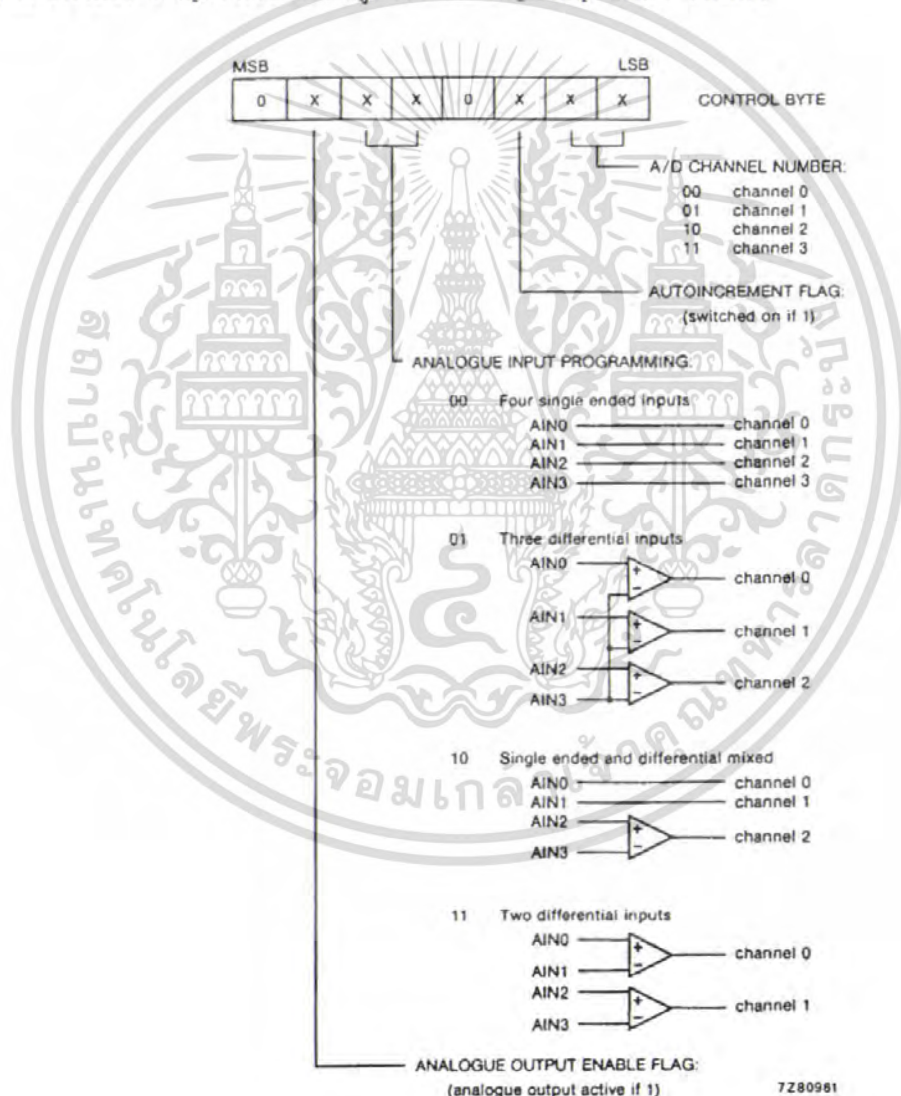 MSB LSB
0 X X X 0 X X X CONTROL BYTE
A/D CHANNEL NUMBER:
00 channel 0
01 channel 1
10 channel 2
11 channel 3
AUTOINCREMENT FLAG:
(switched on if 1)
ANALOGUE INPUT PROGRAMMING:
00 Four single ended inputs
AIN0 channel 0
AIN1 channel 1
AIN2 channel 2
AIN3 channel 3
01 Three differential inputs
AIN0 + − channel 0
AIN1 + − channel 1
AIN2 + − channel 2
AIN3
10 Single ended and differential mixed
AIN0 channel 0
AIN1 channel 1
AIN2 + − channel 2
AIN3
11 Two differential inputs
AIN0 + − channel 0
AIN1
AIN2 + − channel 1
AIN3
ANALOGUE OUTPUT ENABLE FLAG:
(analogue output active if 1)
7Z80961